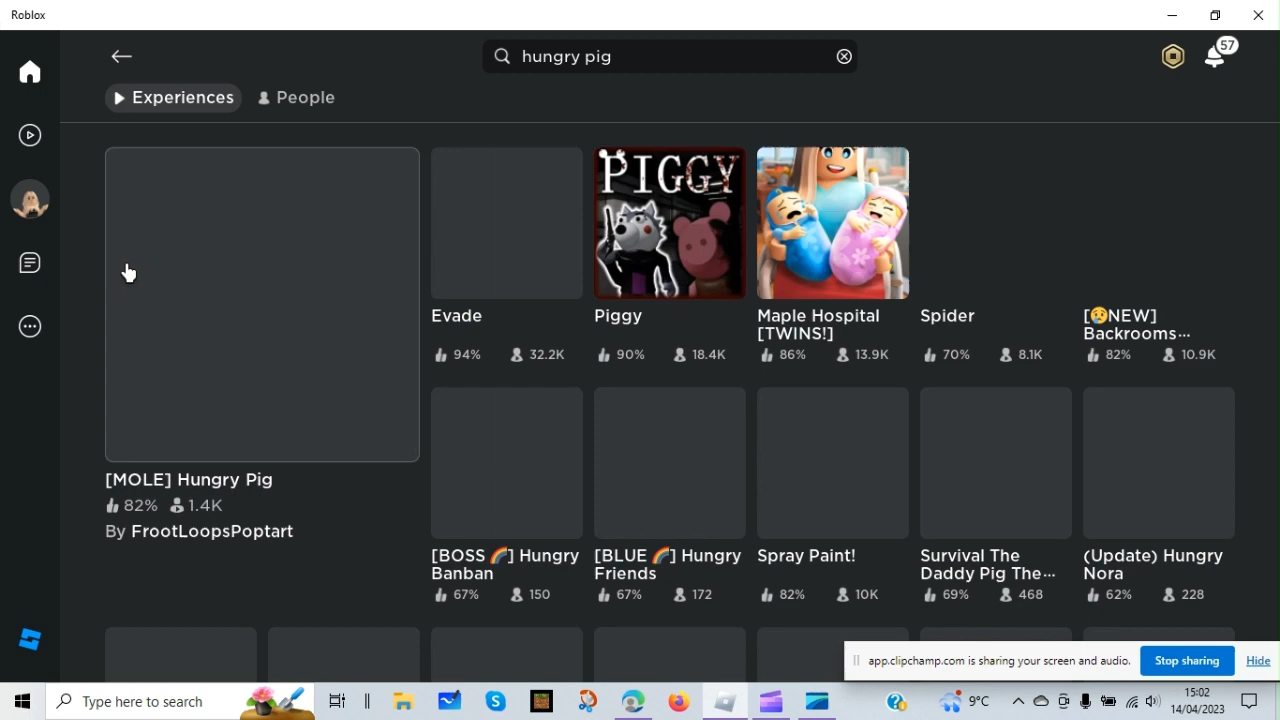 Roblox
hungry pig
57
Experiences
People
PIGGY
Evade
94% 32.2K
Piggy
90% 18.4K
Maple Hospital
[TWINS!]
86% 13.9K
Spider
70% 8.1K
[😥NEW]
Backrooms...
82% 10.9K
[MOLE] Hungry Pig
82% 1.4K
By FrootLoopsPoptart
[BOSS 🌈] Hungry
Banban
67% 150
[BLUE 🌈] Hungry
Friends
67% 172
Spray Paint!
82% 10K
Survival The
Daddy Pig The...
69% 468
(Update) Hungry
Nora
62% 228
app.clipchamp.com is sharing your screen and audio.
Stop sharing
Hide
Type here to search
9°C
15:02
14/04/2023